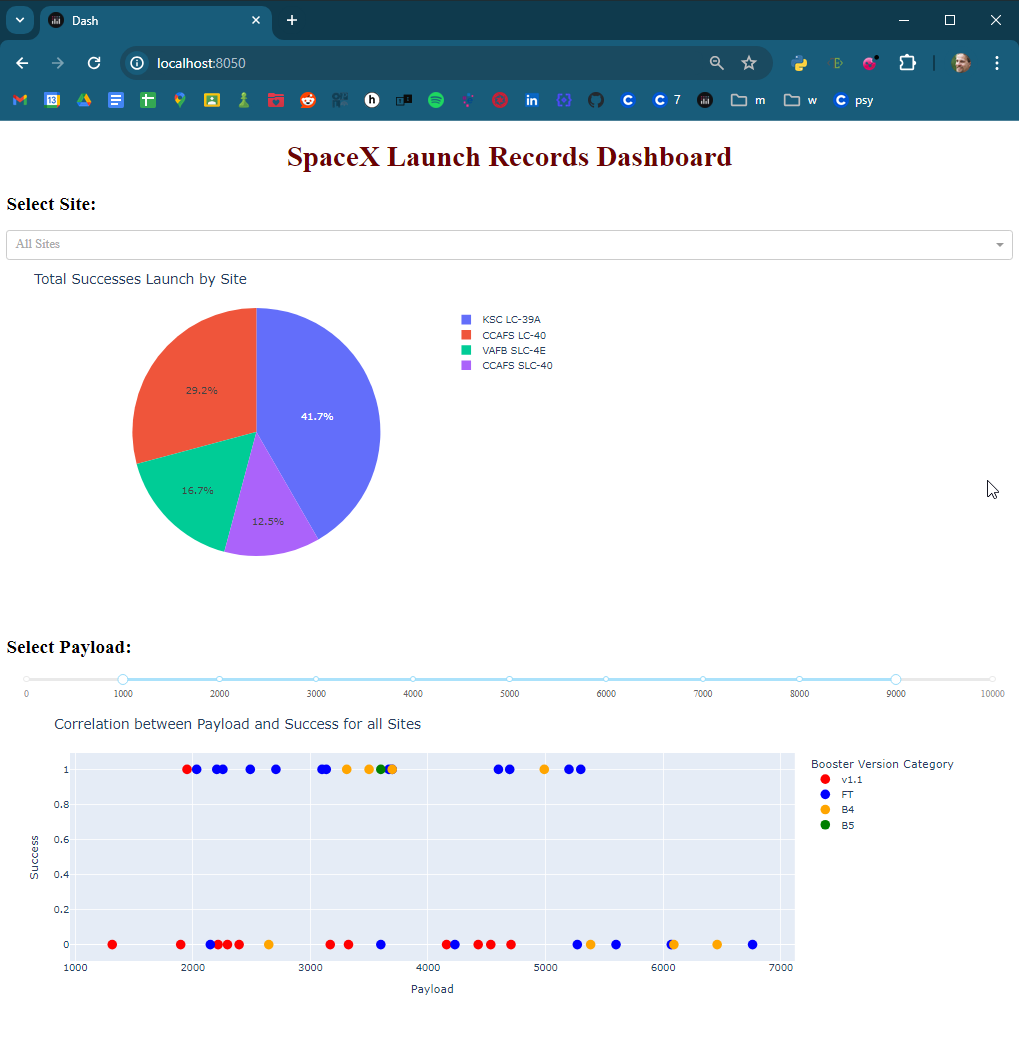 Dash
localhost:8050
13
h
in
C
C 7
m
w
C psy
SpaceX Launch Records Dashboard
Select Site:
All Sites
Total Successes Launch by Site
KSC LC-39A
CCAFS LC-40
VAFB SLC-4E
CCAFS SLC-40
29.2%
41.7%
16.7%
12.5%
Select Payload:
0 1000 2000 3000 4000 5000 6000 7000 8000 9000 10000
Correlation between Payload and Success for all Sites
Booster Version Category
v1.1
FT
B4
B5
1
0.8
0.6
0.4
0.2
0
Success
1000 2000 3000 4000 5000 6000 7000
Payload